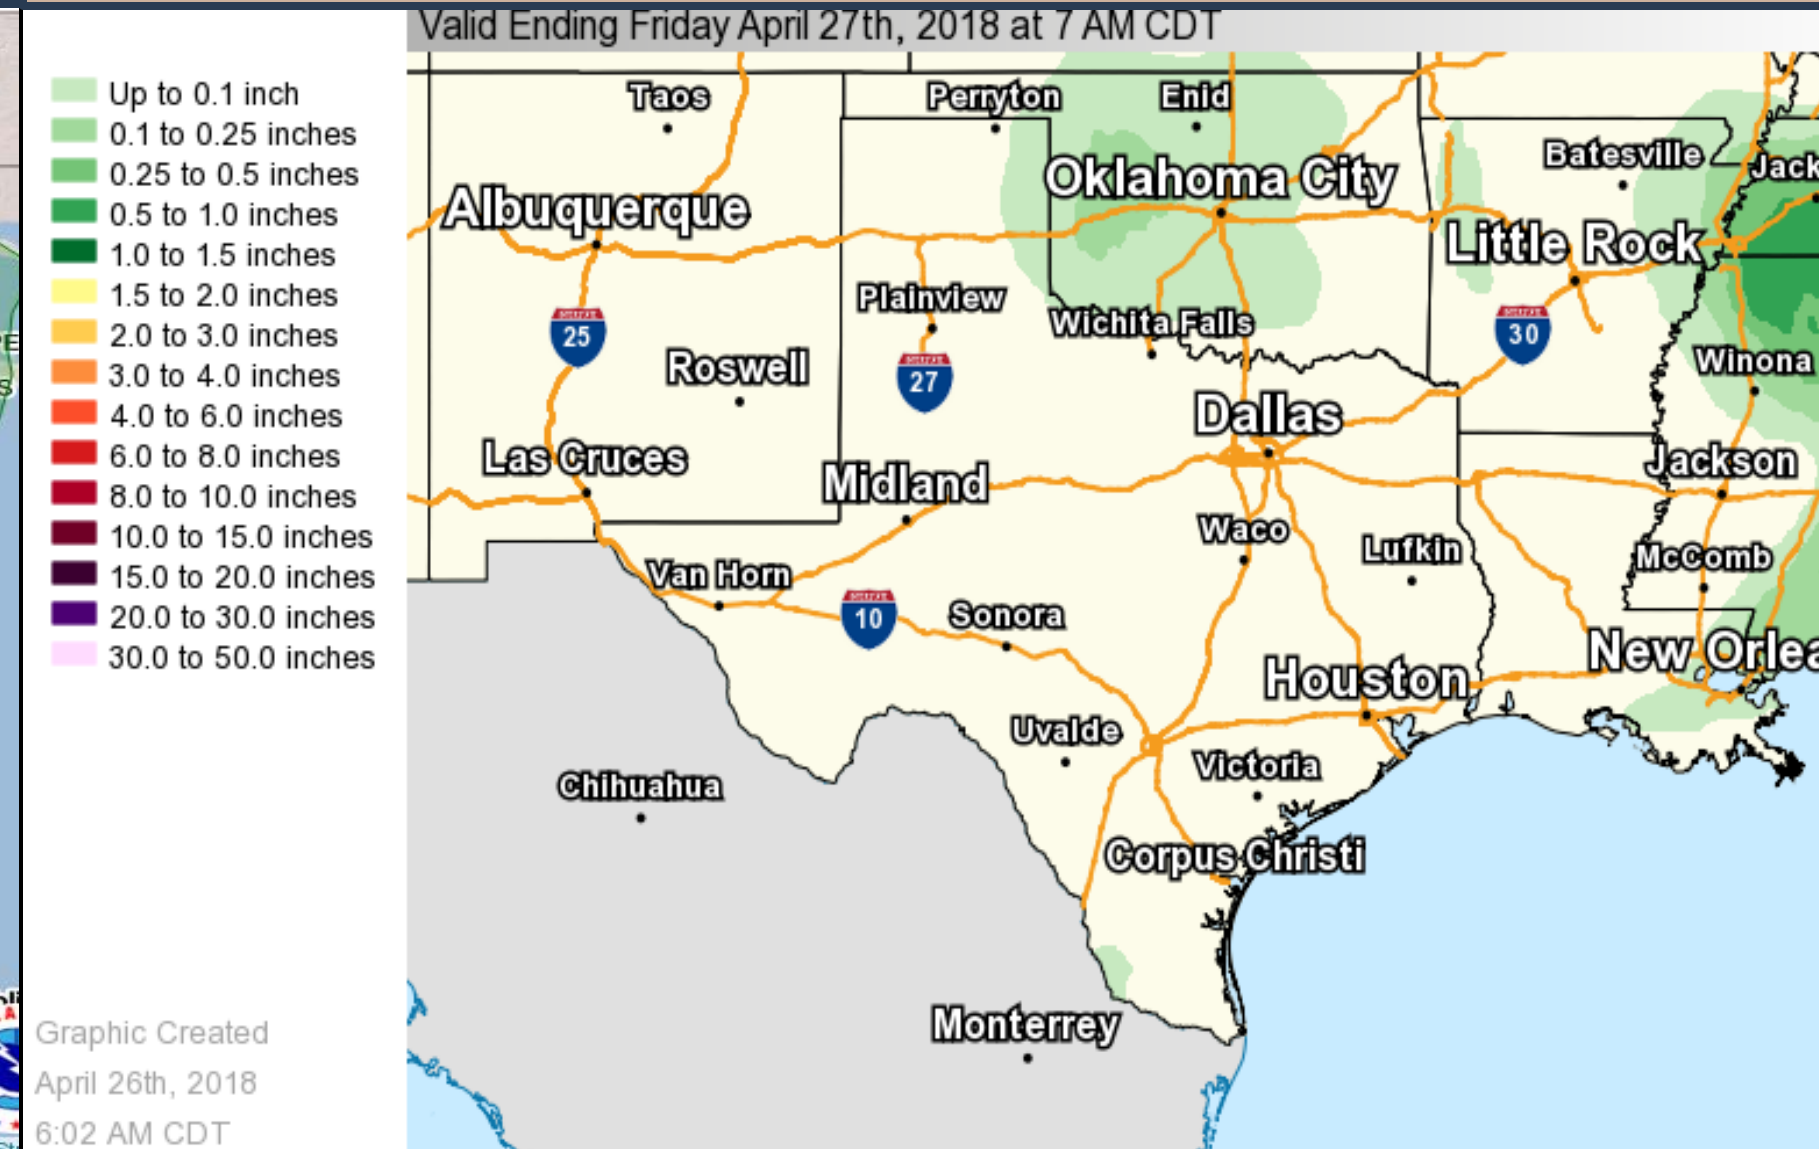 Valid Ending Friday April 27th, 2018 at 7 AM CDT
Up to 0.1 inch
0.1 to 0.25 inches
0.25 to 0.5 inches
0.5 to 1.0 inches
1.0 to 1.5 inches
1.5 to 2.0 inches
2.0 to 3.0 inches
3.0 to 4.0 inches
4.0 to 6.0 inches
6.0 to 8.0 inches
8.0 to 10.0 inches
10.0 to 15.0 inches
15.0 to 20.0 inches
20.0 to 30.0 inches
30.0 to 50.0 inches
Graphic Created
April 26th, 2018
6:02 AM CDT
Taos
Perryton
Enid
Batesville
Jack
Oklahoma City
Albuquerque
Little Rock
Plainview
Wichita Falls
25
30
Roswell
27
Winona
Dallas
Las Cruces
Midland
Jackson
Waco
Lufkin
McComb
Van Horn
10
Sonora
New Orlea
Houston
Uvalde
Victoria
Chihuahua
Corpus Christi
Monterrey